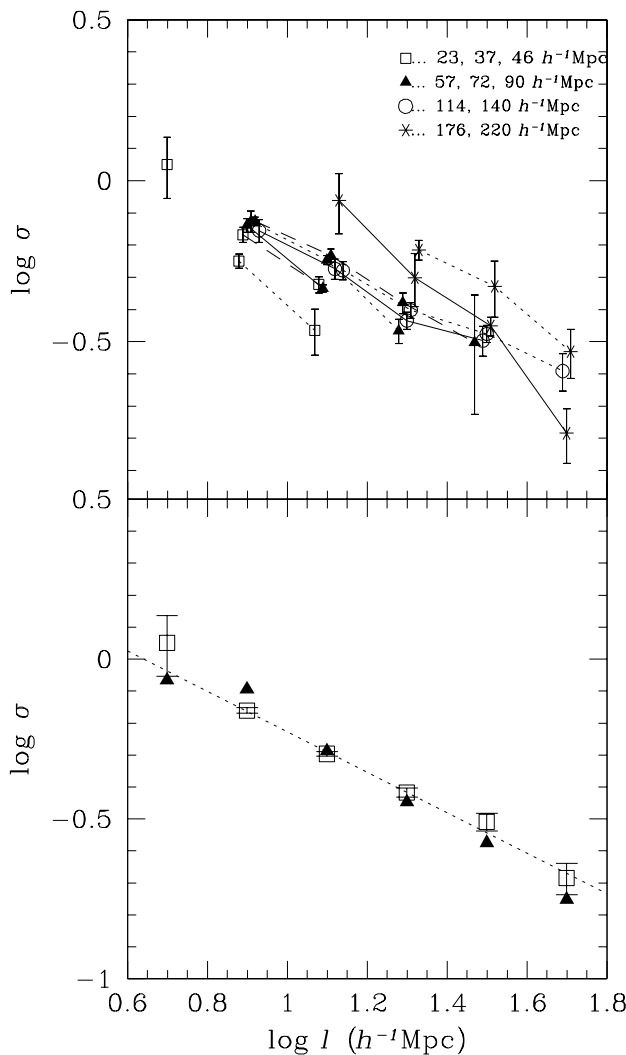 0.5
... 23, 37, 46 h⁻¹Mpc
... 57, 72, 90 h⁻¹Mpc
... 114, 140 h⁻¹Mpc
... 176, 220 h⁻¹Mpc
0
log σ
−0.5
0.5
0
log σ
−0.5
−1
0.6 0.8 1 1.2 1.4 1.6 1.8
log l (h⁻¹Mpc)